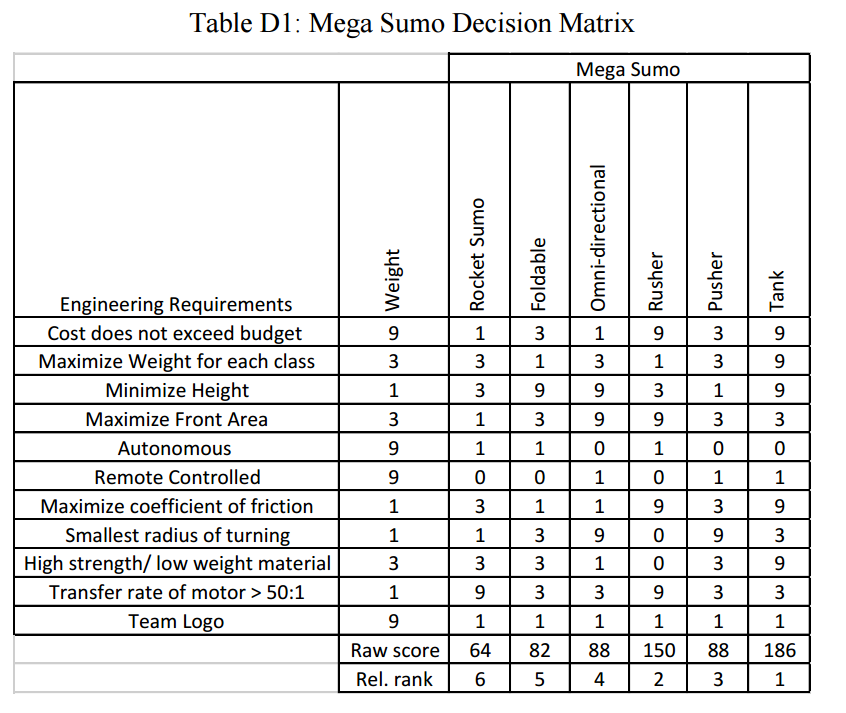 Table D1: Mega Sumo Decision Matrix
Mega Sumo
Engineering Requirements Weight Rocket Sumo Foldable Omni-directional Rusher Pusher Tank
Cost does not exceed budget 9 1 3 1 9 3 9
Maximize Weight for each class 3 3 1 3 1 3 9
Minimize Height 1 3 9 9 3 1 9
Maximize Front Area 3 1 3 9 9 3 3
Autonomous 9 1 1 0 1 0 0
Remote Controlled 9 0 0 1 0 1 1
Maximize coefficient of friction 1 3 1 1 9 3 9
Smallest radius of turning 1 1 3 9 0 9 3
High strength/ low weight material 3 3 3 1 0 3 9
Transfer rate of motor > 50:1 1 9 3 3 9 3 3
Team Logo 9 1 1 1 1 1 1
Raw score 64 82 88 150 88 186
Rel. rank 6 5 4 2 3 1